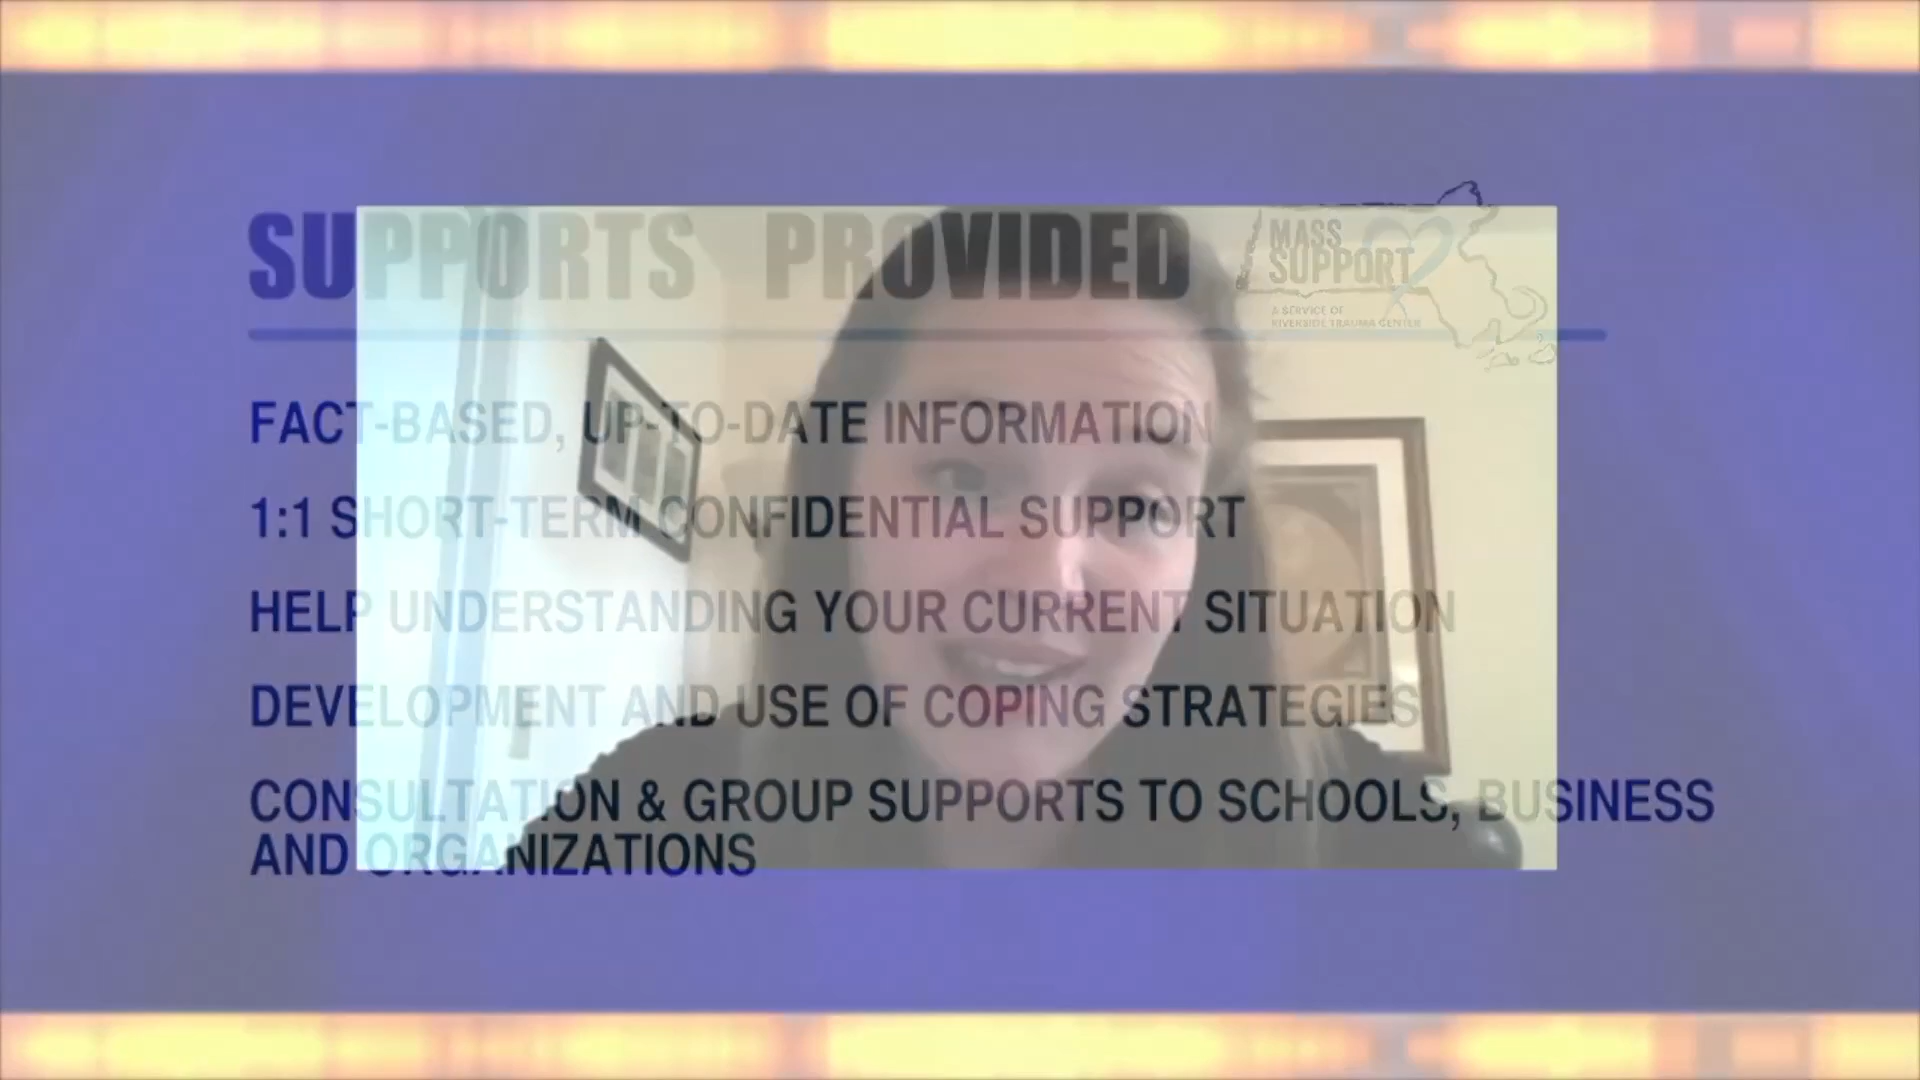 SUPPORTS PROVIDED
MASS
SUPPORT
A SERVICE OF
RIVERSIDE TRAUMA CENTER
FACT-BASED, UP-TO-DATE INFORMATION
1:1 SHORT-TERM CONFIDENTIAL SUPPORT
HELP UNDERSTANDING YOUR CURRENT SITUATION
DEVELOPMENT AND USE OF COPING STRATEGIES
CONSULTATION & GROUP SUPPORTS TO SCHOOLS, BUSINESS
AND ORGANIZATIONS